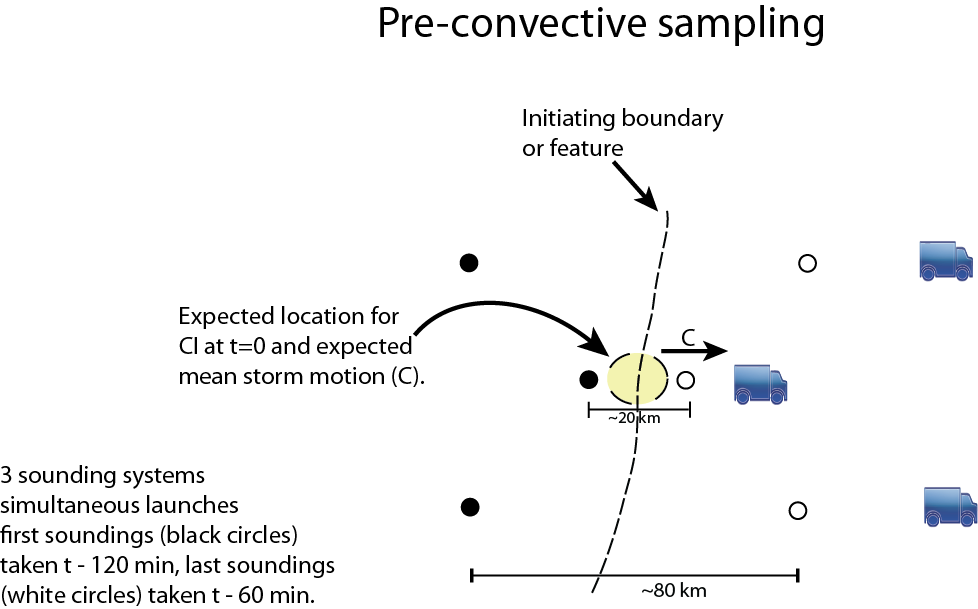 Pre-convective sampling
Initiating boundary
or feature
Expected location for
CI at t=0 and expected
mean storm motion (C).
C
~20 km
3 sounding systems
simultaneous launches
first soundings (black circles)
taken t - 120 min, last soundings
(white circles) taken t - 60 min.
~80 km